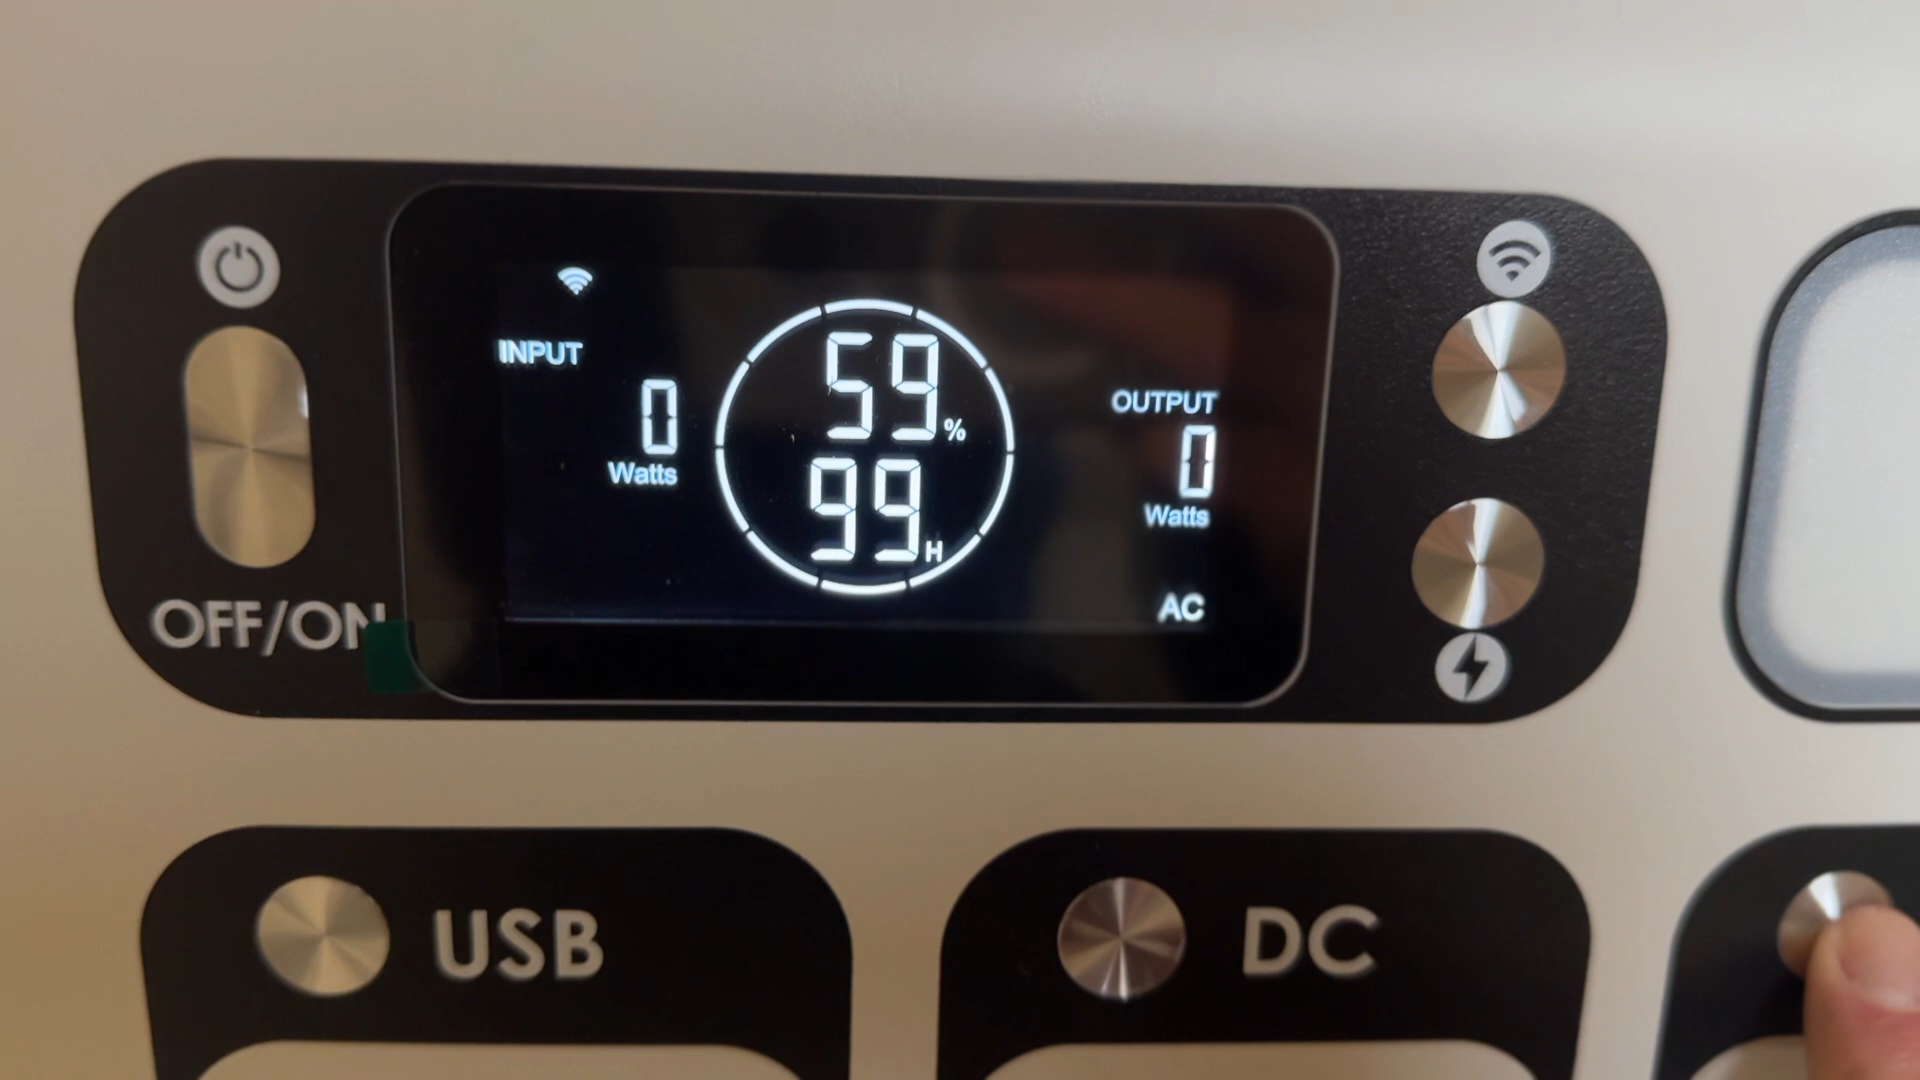 INPUT
0
Watts
59%
99H
OUTPUT
0
Watts
AC
OFF/ON
USB
DC